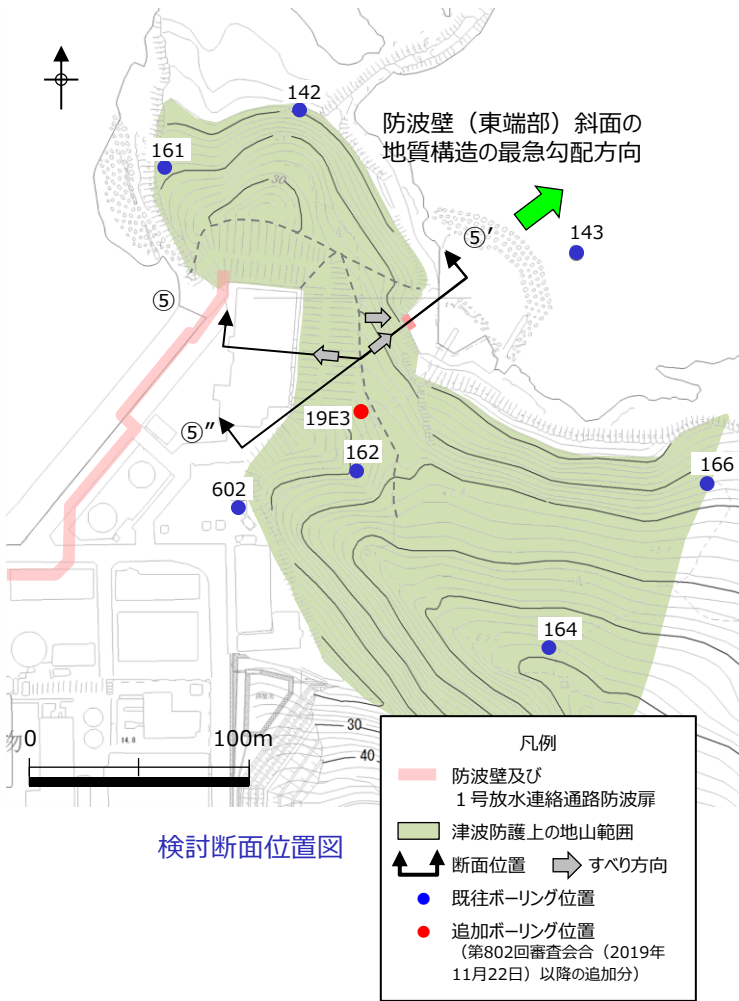 142
防波壁（東端部）斜面の
地質構造の最急勾配方向
161
30
143
⑤’
⑤
19E3
⑤”
162
166
602
164
14.8
物
0 100m
30
40
検討断面位置図
凡例
防波壁及び
１号放水連絡通路防波扉
津波防護上の地山範囲
断面位置 すべり方向
既往ボーリング位置
追加ボーリング位置
（第802回審査会合（2019年
11月22日）以降の追加分）